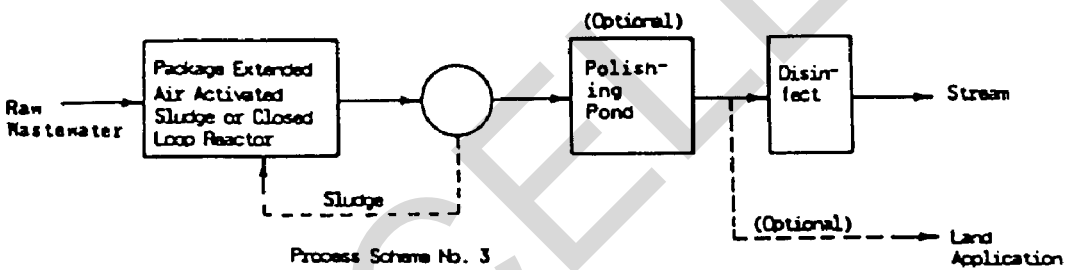 (Optional)
Raw
Wastewater
Package Extended
Air Activated
Sludge or Closed
Loop Reactor
Sludge
Polish-
ing
Pond
Disin-
fect
Stream
(Optional)
Land
Application
Process Scheme No. 3